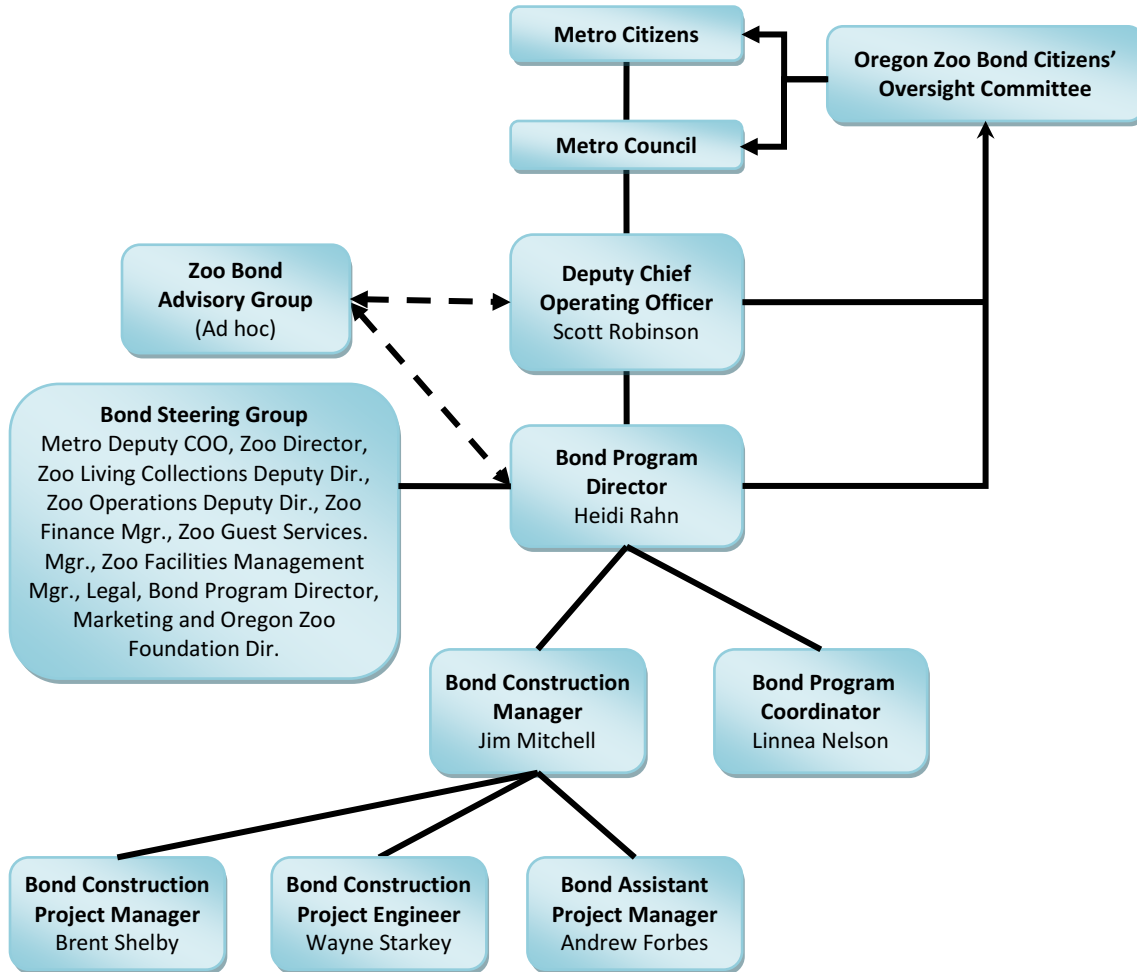 Metro Citizens
Oregon Zoo Bond Citizens’
Oversight Committee
Metro Council
Zoo Bond
Advisory Group
(Ad hoc)
Deputy Chief
Operating Officer
Scott Robinson
Bond Steering Group
Metro Deputy COO, Zoo Director,
Zoo Living Collections Deputy Dir.,
Zoo Operations Deputy Dir., Zoo
Finance Mgr., Zoo Guest Services.
Mgr., Zoo Facilities Management
Mgr., Legal, Bond Program Director,
Marketing and Oregon Zoo
Foundation Dir.
Bond Program
Director
Heidi Rahn
Bond Construction
Manager
Jim Mitchell
Bond Program
Coordinator
Linnea Nelson
Bond Construction
Project Manager
Brent Shelby
Bond Construction
Project Engineer
Wayne Starkey
Bond Assistant
Project Manager
Andrew Forbes